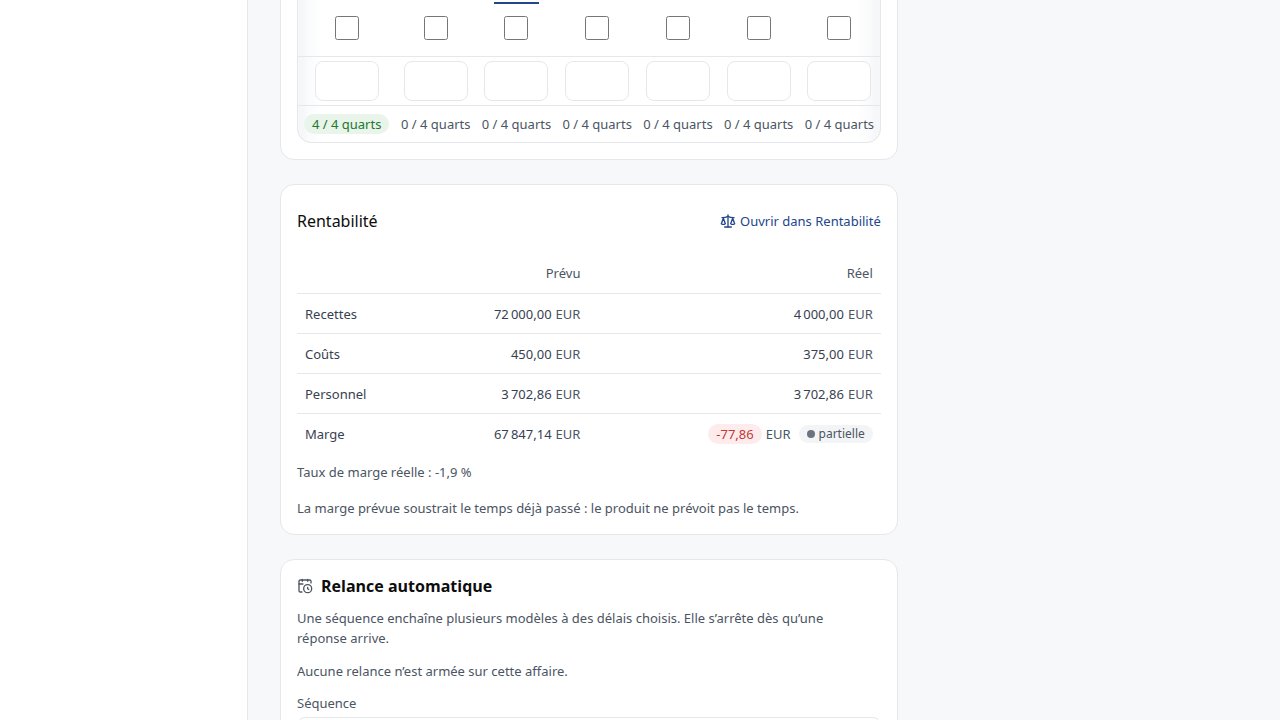 4 / 4 quarts 0 / 4 quarts 0 / 4 quarts 0 / 4 quarts 0 / 4 quarts 0 / 4 quarts 0 / 4 quarts
Rentabilité Ouvrir dans Rentabilité
Prévu Réel
Recettes 72 000,00 EUR 4 000,00 EUR
Coûts 450,00 EUR 375,00 EUR
Personnel 3 702,86 EUR 3 702,86 EUR
Marge 67 847,14 EUR -77,86 EUR partielle
Taux de marge réelle : -1,9 %
La marge prévue soustrait le temps déjà passé : le produit ne prévoit pas le temps.
Relance automatique
Une séquence enchaîne plusieurs modèles à des délais choisis. Elle s’arrête dès qu’une
réponse arrive.
Aucune relance n’est armée sur cette affaire.
Séquence